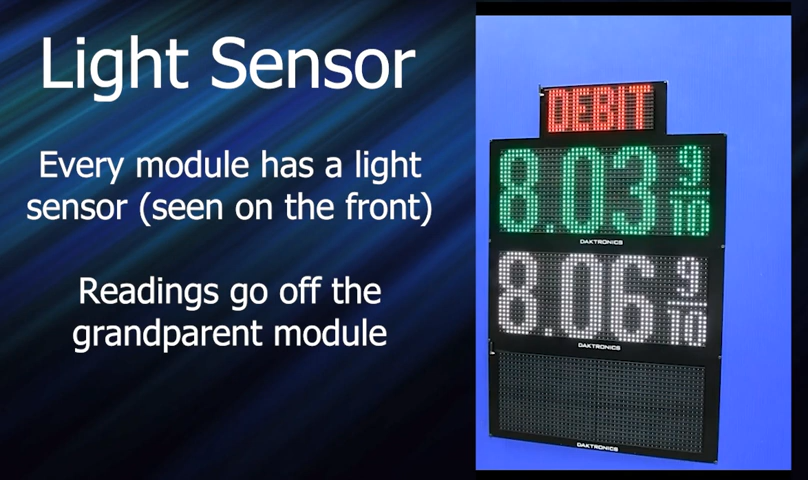 Light Sensor
Every module has a light
sensor (seen on the front)
Readings go off the
grandparent module
DEBIT
8.03 9/10
DAKTRONICS
8.06 9/10
DAKTRONICS
DAKTRONICS